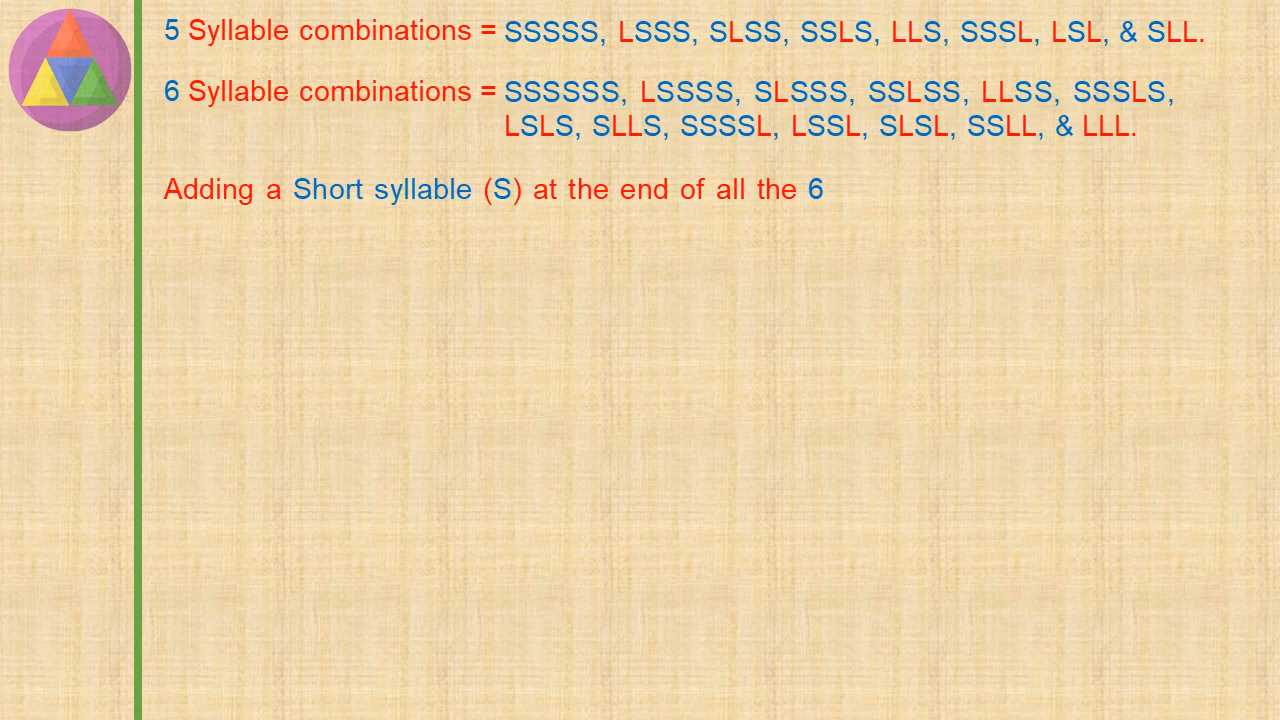 5 Syllable combinations = SSSSS, LSSS, SLSS, SSLS, LLS, SSSL, LSL, & SLL.
6 Syllable combinations = SSSSSS, LSSSS, SLSSS, SSLSS, LLSS, SSSLS,
LSLS, SLLS, SSSSL, LSSL, SLSL, SSLL, & LLL.
Adding a Short syllable (S) at the end of all the 6